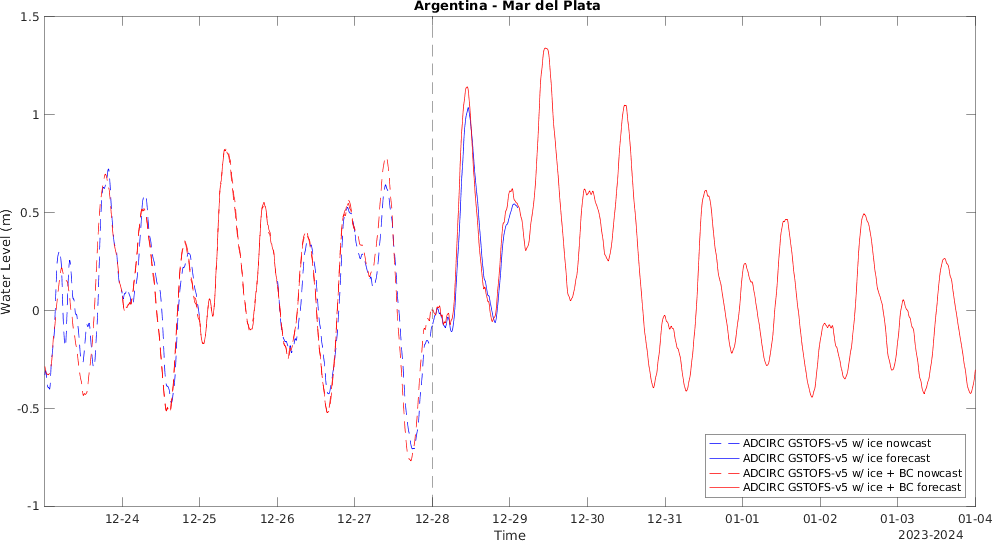 Argentina - Mar del Plata
Water Level (m)
1.5
1
0.5
0
-0.5
-1
12-24
12-25
12-26
12-27
12-28
12-29
12-30
12-31
01-01
01-02
01-03
01-04
Time
2023-2024
ADCIRC GSTOFS-v5 w/ ice nowcast
ADCIRC GSTOFS-v5 w/ ice forecast
ADCIRC GSTOFS-v5 w/ ice + BC nowcast
ADCIRC GSTOFS-v5 w/ ice + BC forecast